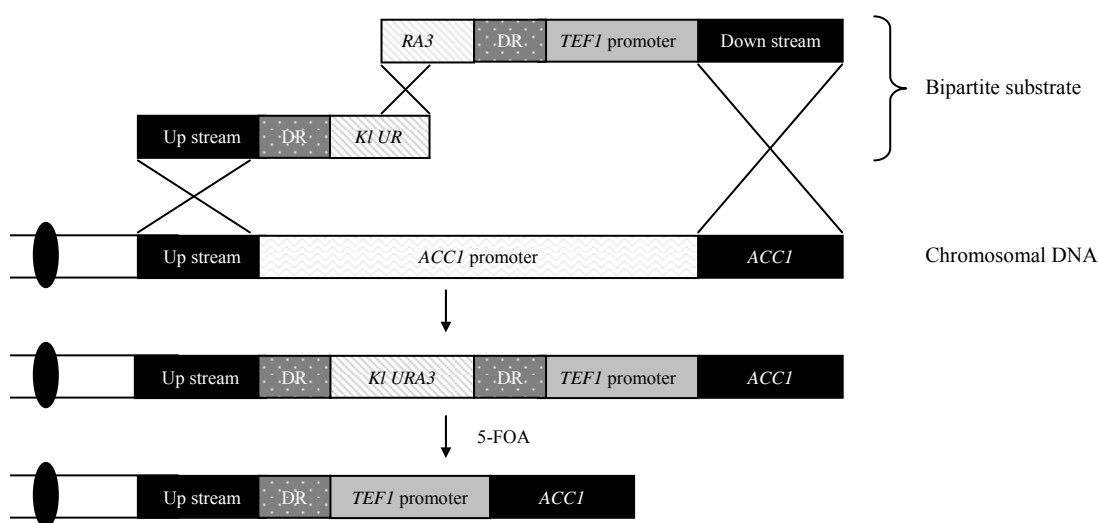 RA3 DR TEF1 promoter Down stream
Bipartite substrate
Up stream DR Kl UR
Up stream ACC1 promoter ACC1
Chromosomal DNA
Up stream DR Kl URA3 DR TEF1 promoter ACC1
5-FOA
Up stream DR TEF1 promoter ACC1